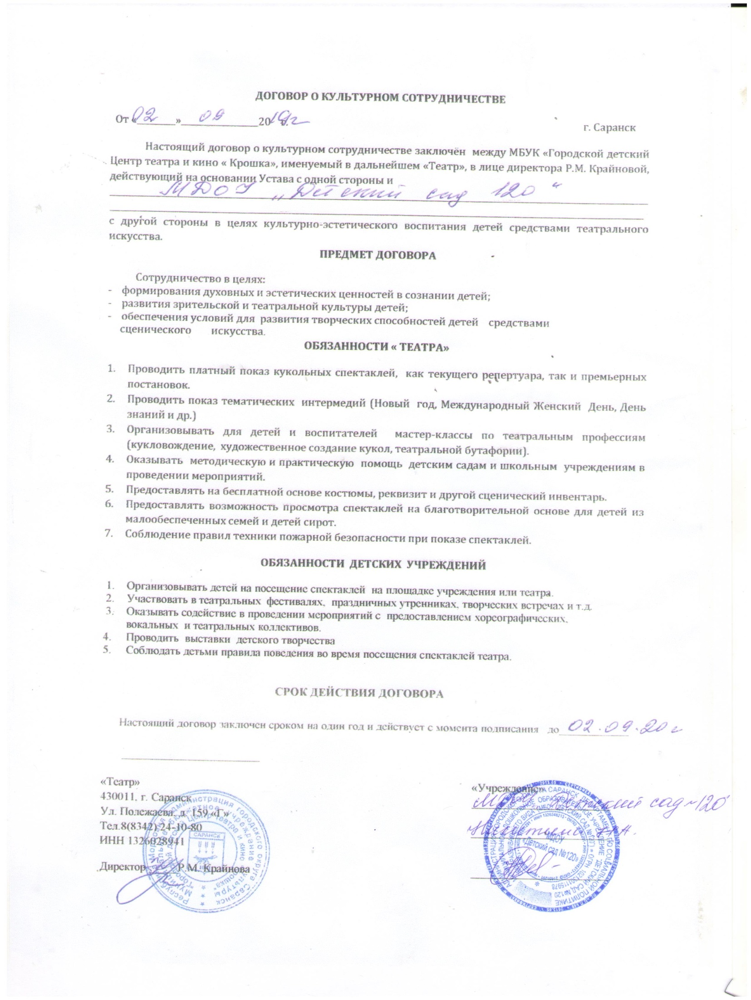 ДОГОВОР О КУЛЬТУРНОМ СОТРУДНИЧЕСТВЕ
От «02» 09 2019г
г. Саранск
Настоящий договор о культурном сотрудничестве заключён между МБУК «Городской детский
Центр театра и кино « Крошка», именуемый в дальнейшем «Театр», в лице директора Р.М. Крайновой,
действующий на основании Устава с одной стороны и
МДОУ „Детский сад 120“
с другой стороны в целях культурно-эстетического воспитания детей средствами театрального
искусства.
ПРЕДМЕТ ДОГОВОРА
Сотрудничество в целях:
- формирования духовных и эстетических ценностей в сознании детей;
- развития зрительской и театральной культуры детей;
- обеспечения условий для развития творческих способностей детей средствами
сценического искусства.
ОБЯЗАННОСТИ « ТЕАТРА»
1. Проводить платный показ кукольных спектаклей, как текущего репертуара, так и премьерных
постановок.
2. Проводить показ тематических интермедий (Новый год, Международный Женский День, День
знаний и др.)
3. Организовывать для детей и воспитателей мастер-классы по театральным профессиям
(кукловождение, художественное создание кукол, театральной бутафории).
4. Оказывать методическую и практическую помощь детским садам и школьным учреждениям в
проведении мероприятий.
5. Предоставлять на бесплатной основе костюмы, реквизит и другой сценический инвентарь.
6. Предоставлять возможность просмотра спектаклей на благотворительной основе для детей из
малообеспеченных семей и детей сирот.
7. Соблюдение правил техники пожарной безопасности при показе спектаклей.
ОБЯЗАННОСТИ ДЕТСКИХ УЧРЕЖДЕНИЙ
1. Организовывать детей на посещение спектаклей на площадке учреждения или театра.
2. Участвовать в театральных фестивалях, праздничных утренниках, творческих встречах и т.д.
3. Оказывать содействие в проведении мероприятий с предоставлением хореографических,
вокальных и театральных коллективов.
4. Проводить выставки детского творчества
5. Соблюдать детьми правила поведения во время посещения спектаклей театра.
СРОК ДЕЙСТВИЯ ДОГОВОРА
Настоящий договор заключен сроком на один год и действует с момента подписания до 02.09.20г
«Театр»
430011, г. Саранск
Ул. Полежаева, д. 159 «Г»
Тел.8(8342) 24-10-80
ИНН 1326028941
Директор Р.М. Крайнова
САРАНСК
«Учреждение»
Детский сад 120
МДОУ
«Детский сад №120»